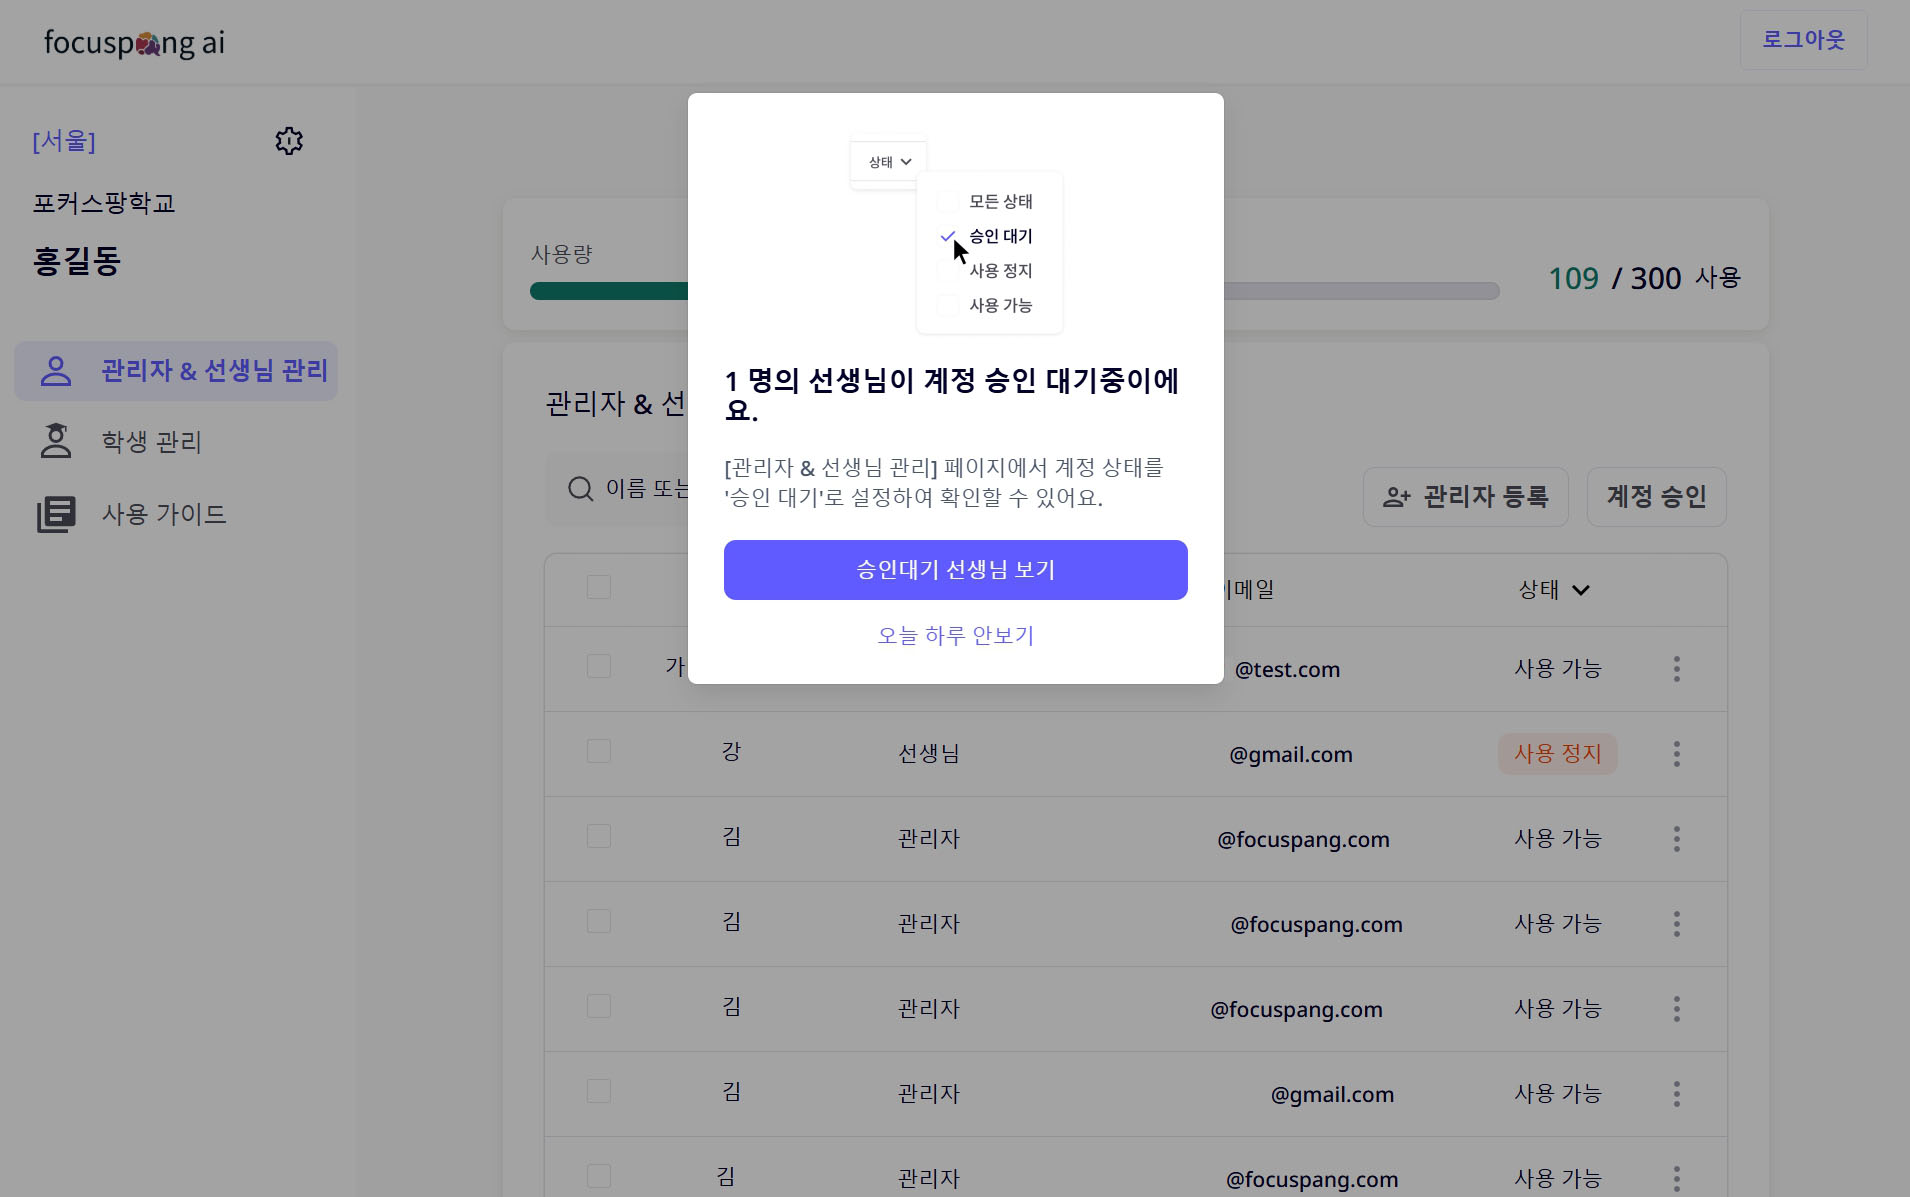 focuspang ai
로그아웃
[서울]
포커스팡학교
홍길동
관리자 & 선생님 관리
학생 관리
사용 가이드
사용량
109 / 300 사용
관리자 & 선
이름 또는
관리자 등록
계정 승인
상태
모든 상태
승인 대기
사용 정지
사용 가능
1 명의 선생님이 계정 승인 대기중이에
요.
[관리자 & 선생님 관리] 페이지에서 계정 상태를
'승인 대기'로 설정하여 확인할 수 있어요.
승인대기 선생님 보기
오늘 하루 안보기
이메일 상태
가 @test.com 사용 가능
강 선생님 @gmail.com 사용 정지
김 관리자 @focuspang.com 사용 가능
김 관리자 @focuspang.com 사용 가능
김 관리자 @focuspang.com 사용 가능
김 관리자 @gmail.com 사용 가능
김 관리자 @focuspang.com 사용 가능